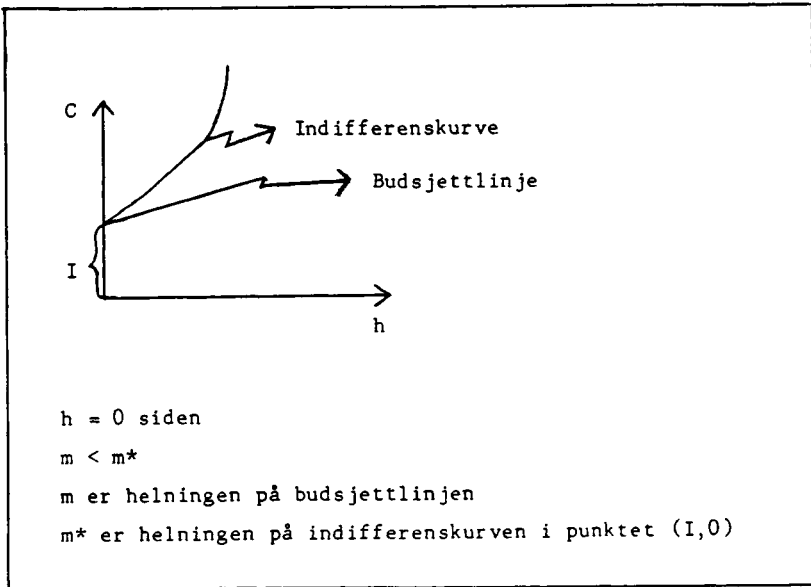 C
Indifferenskurve
Budsjettlinje
I
h
h = 0 siden
m < m*
m er helningen på budsjettlinjen
m* er helningen på indifferenskurven i punktet (I,0)